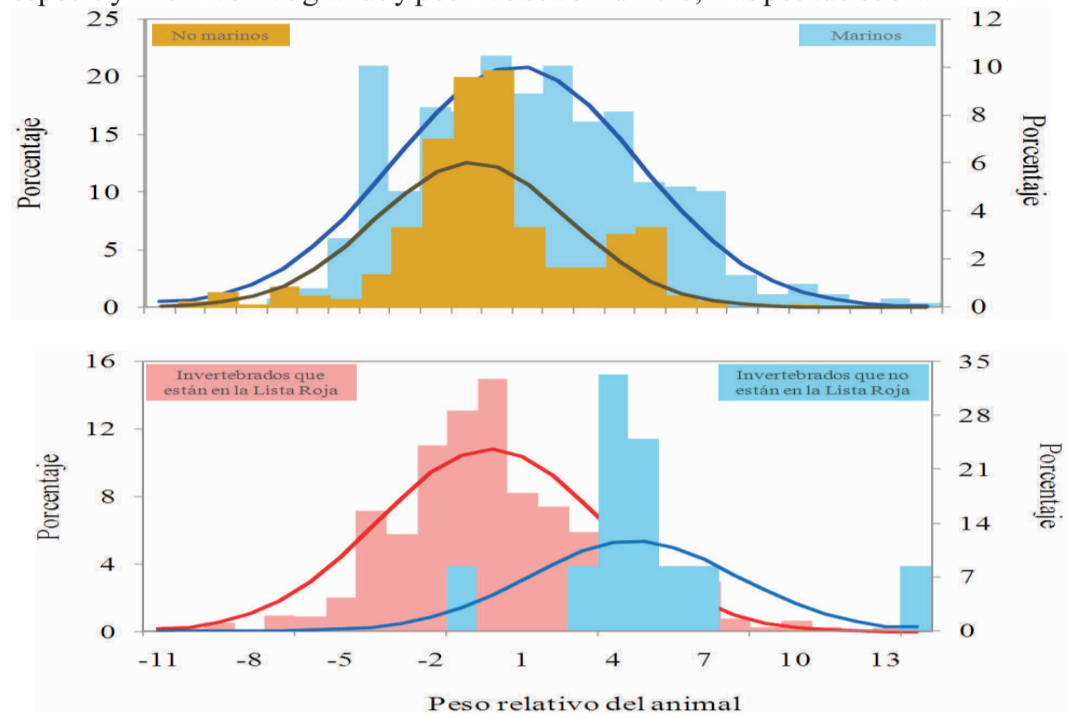 No marinos
Marinos
25
20
15
10
5
0
12
10
8
6
4
2
0
Porcentaje
Porcentaje
Invertebrados que
están en la Lista Roja
Invertebrados que no
están en la Lista Roja
16
12
8
4
0
35
28
21
14
7
0
Porcentaje
Porcentaje
-11 -8 -5 -2 1 4 7 10 13
Peso relativo del animal